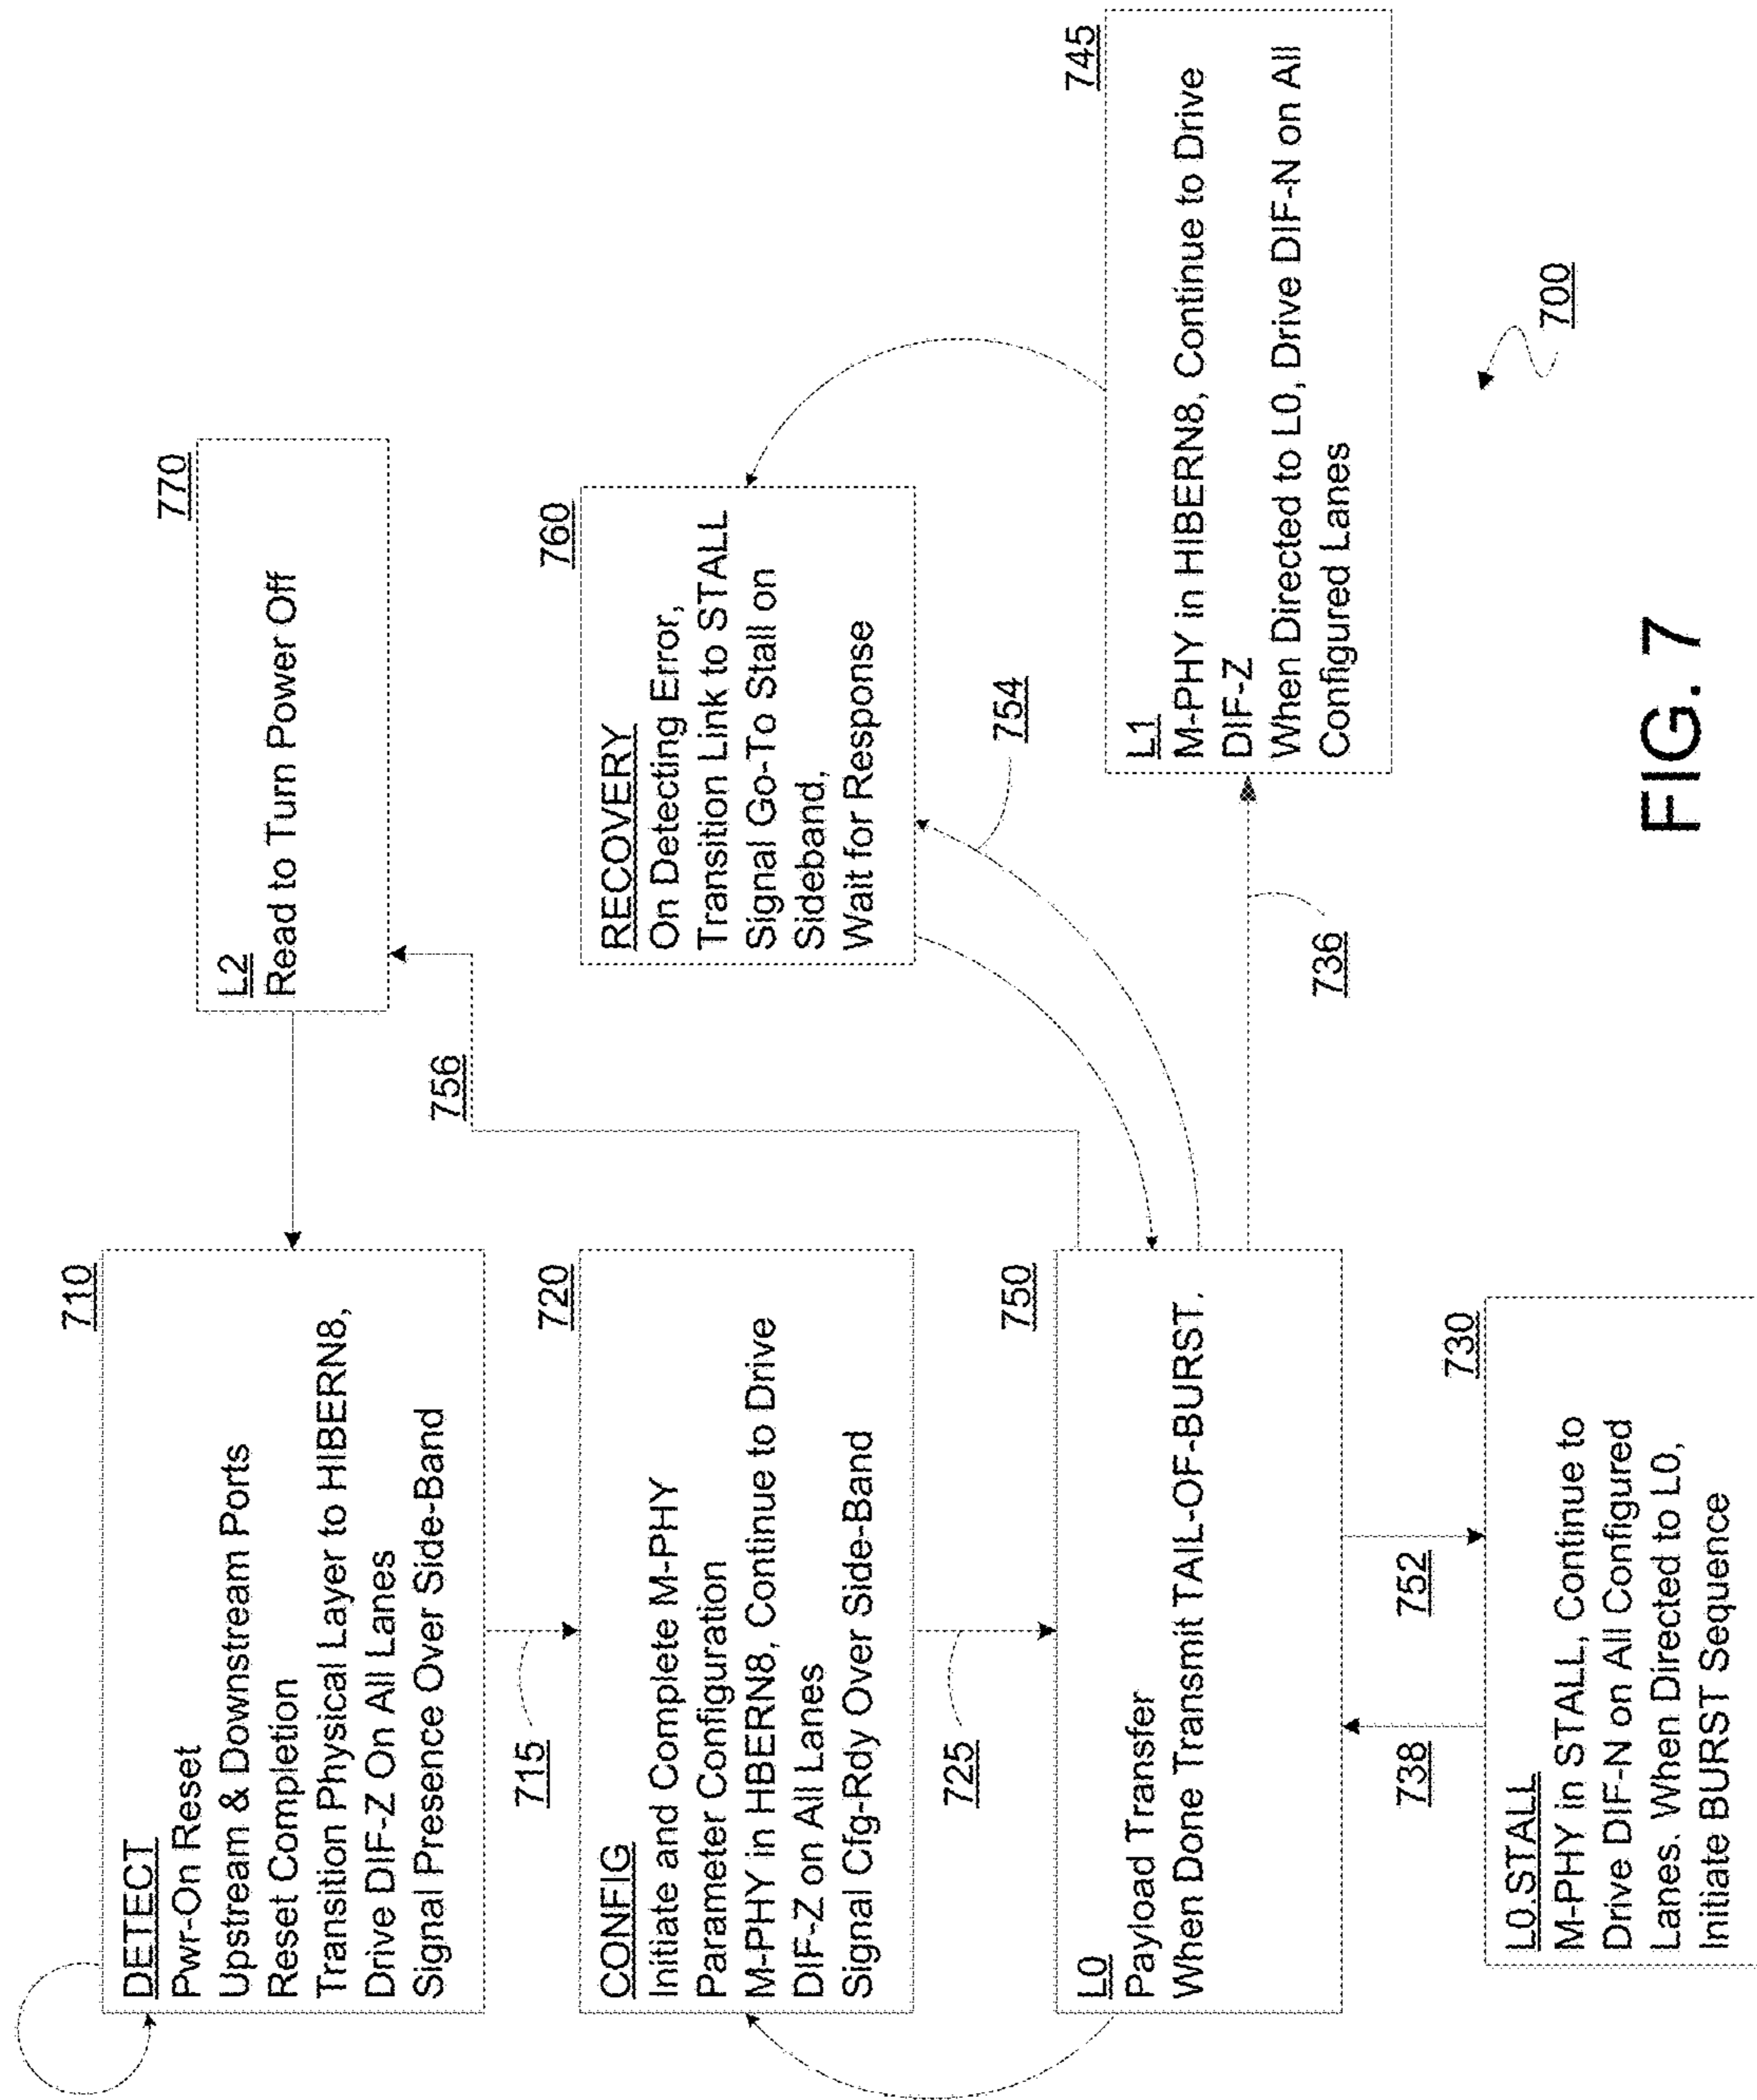 710
DETECT
Pwr-On Reset
Upstream & Downstream Ports
Reset Completion
Transition Physical Layer to HIBERN8,
Drive DIF-Z On All Lanes
Signal Presence Over Side-Band
715
720
CONFIG
Initiate and Complete M-PHY
Parameter Configuration
M-PHY in HBERN8, Continue to Drive
DIF-Z on All Lanes
Signal Cfg-Rdy Over Side-Band
725
750
L0
Payload Transfer
When Done Transmit TAIL-OF-BURST.
738
752
730
L0.STALL
M-PHY in STALL, Continue to
Drive DIF-N on All Configured
Lanes. When Directed to L0,
Initiate BURST Sequence
770
L2
Read to Turn Power Off
756
760
RECOVERY
On Detecting Error,
Transition Link to STALL
Signal Go-To Stall on
Sideband,
Wait for Response
754
736
745
L1
M-PHY in HIBERN8, Continue to Drive
DIF-Z
When Directed to L0, Drive DIF-N on All
Configured Lanes
700
FIG. 7